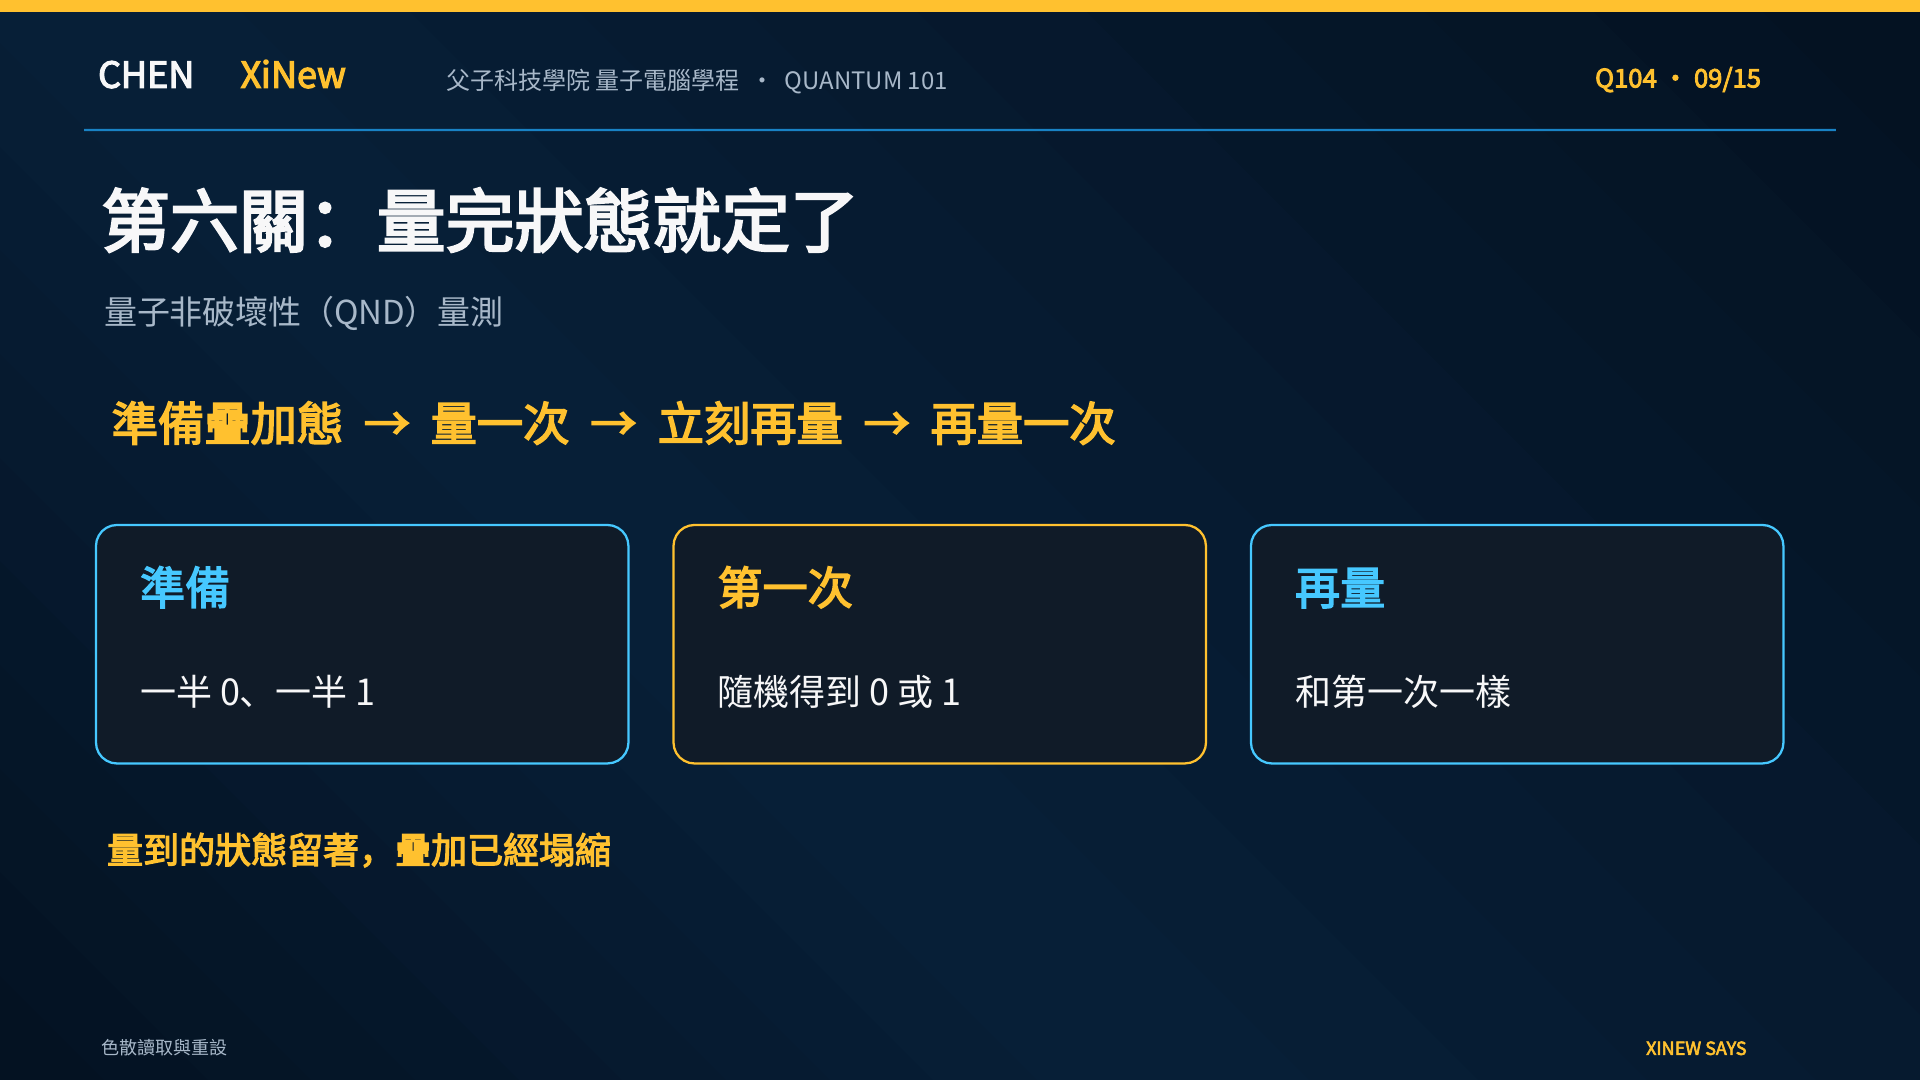 CHEN XiNew 父子科技學院 量子電腦學程 • QUANTUM 101 Q104 • 09/15
第六關：量完狀態就定了
量子非破壞性（QND）量測
準備疊加態 → 量一次 → 立刻再量 → 再量一次
準備
一半 0、一半 1
第一次
隨機得到 0 或 1
再量
和第一次一樣
量到的狀態留著，疊加已經塌縮
色散讀取與重設
XINEW SAYS